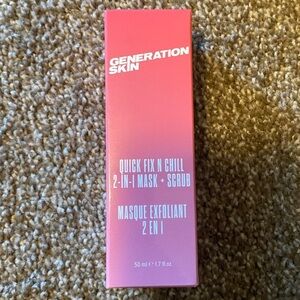 GENERATION
SKIN
QUICK FIX N CHILL
2-IN-1 MASK + SCRUB
MASQUE EXFOLIANT
2 EN 1
50 ml e 1.7 fl.oz